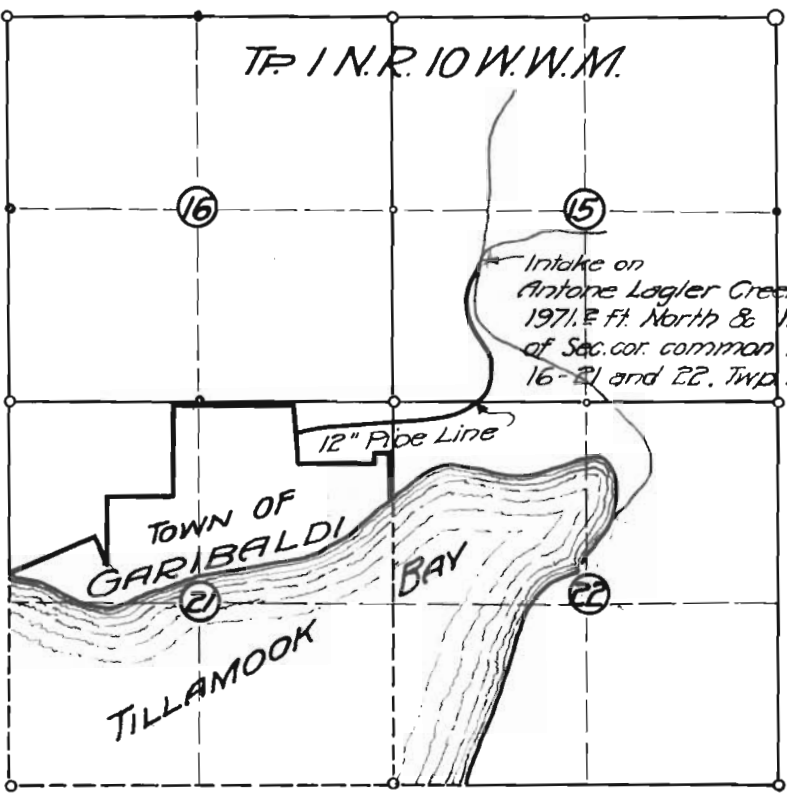 Tp. 1 N. R. 10 W. W. M.
16
15
Intake on
Antone Lagler
1971.2 ft. North &
of Sec. cor. common
16-21 and 22. Twp.
12" Pipe Line
TOWN OF
GARIBALDI
BAY
21
22
TILLAMOOK